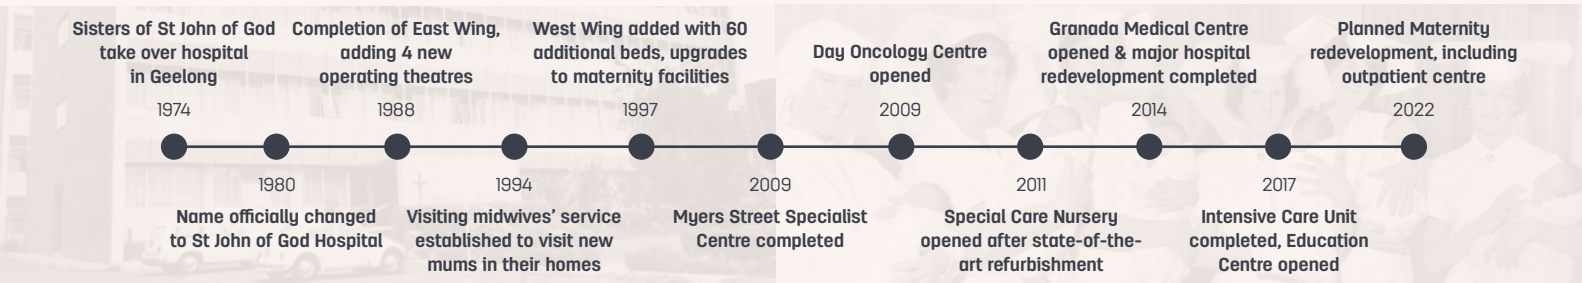 Sisters of St John of God
take over hospital
in Geelong
1974
1980
Name officially changed
to St John of God Hospital
Completion of East Wing,
adding 4 new
operating theatres
1988
1994
Visiting midwives’ service
established to visit new
mums in their homes
West Wing added with 60
additional beds, upgrades
to maternity facilities
1997
2009
Myers Street Specialist
Centre completed
Day Oncology Centre
opened
2009
2011
Special Care Nursery
opened after state-of-the-
art refurbishment
Granada Medical Centre
opened & major hospital
redevelopment completed
2014
2017
Intensive Care Unit
completed, Education
Centre opened
Planned Maternity
redevelopment, including
outpatient centre
2022